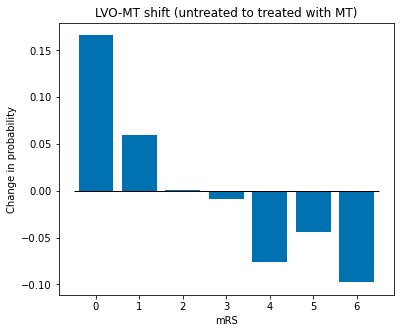 LVO-MT shift (untreated to treated with MT)
Change in probability
0.15
0.10
0.05
0.00
−0.05
−0.10
0 1 2 3 4 5 6
mRS